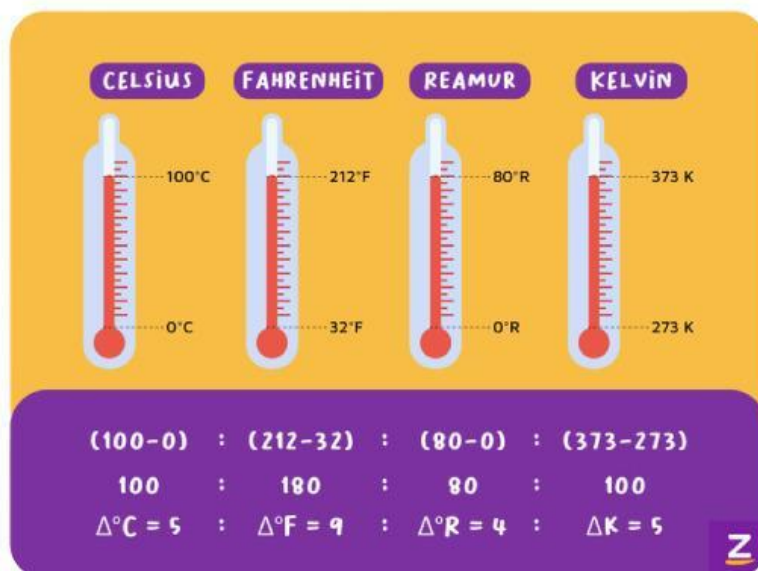 CELSIUS FAHRENHEIT REAMUR KELVIN
100°C 212°F 80°R 373 K
0°C 32°F 0°R 273 K
(100-0) : (212-32) : (80-0) : (373-273)
100 : 180 : 80 : 100
Δ°C = 5 : Δ°F = 9 : Δ°R = 4 : ΔK = 5
Z